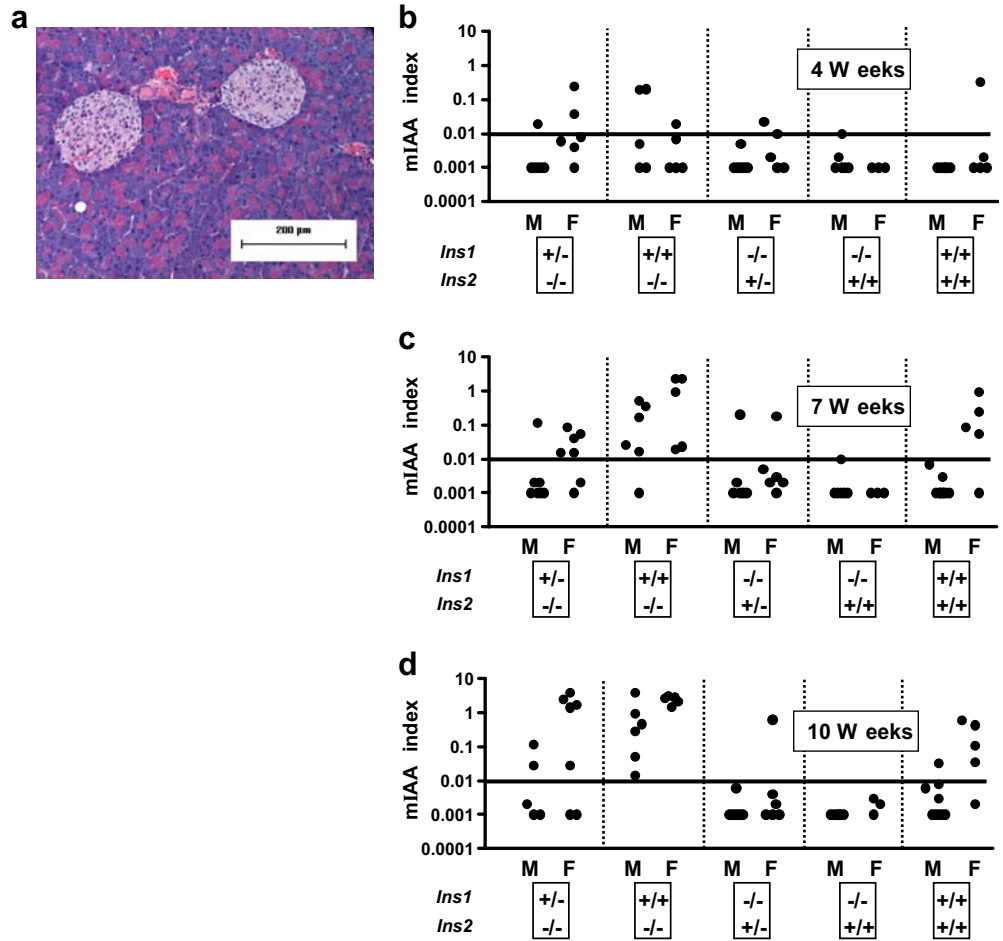 a
200 µm
b
mIAA index
10
1
0.1
0.01
0.001
0.0001
4 W eeks
M F M F M F M F M F
Ins1 +/- +/+ -/- -/- +/+
Ins2 -/- -/- +/- +/+ +/+
c
mIAA index
10
1
0.1
0.01
0.001
0.0001
7 W eeks
M F M F M F M F M F
Ins1 +/- +/+ -/- -/- +/+
Ins2 -/- -/- +/- +/+ +/+
d
mIAA index
10
1
0.1
0.01
0.001
0.0001
10 W eeks
M F M F M F M F M F
Ins1 +/- +/+ -/- -/- +/+
Ins2 -/- -/- +/- +/+ +/+